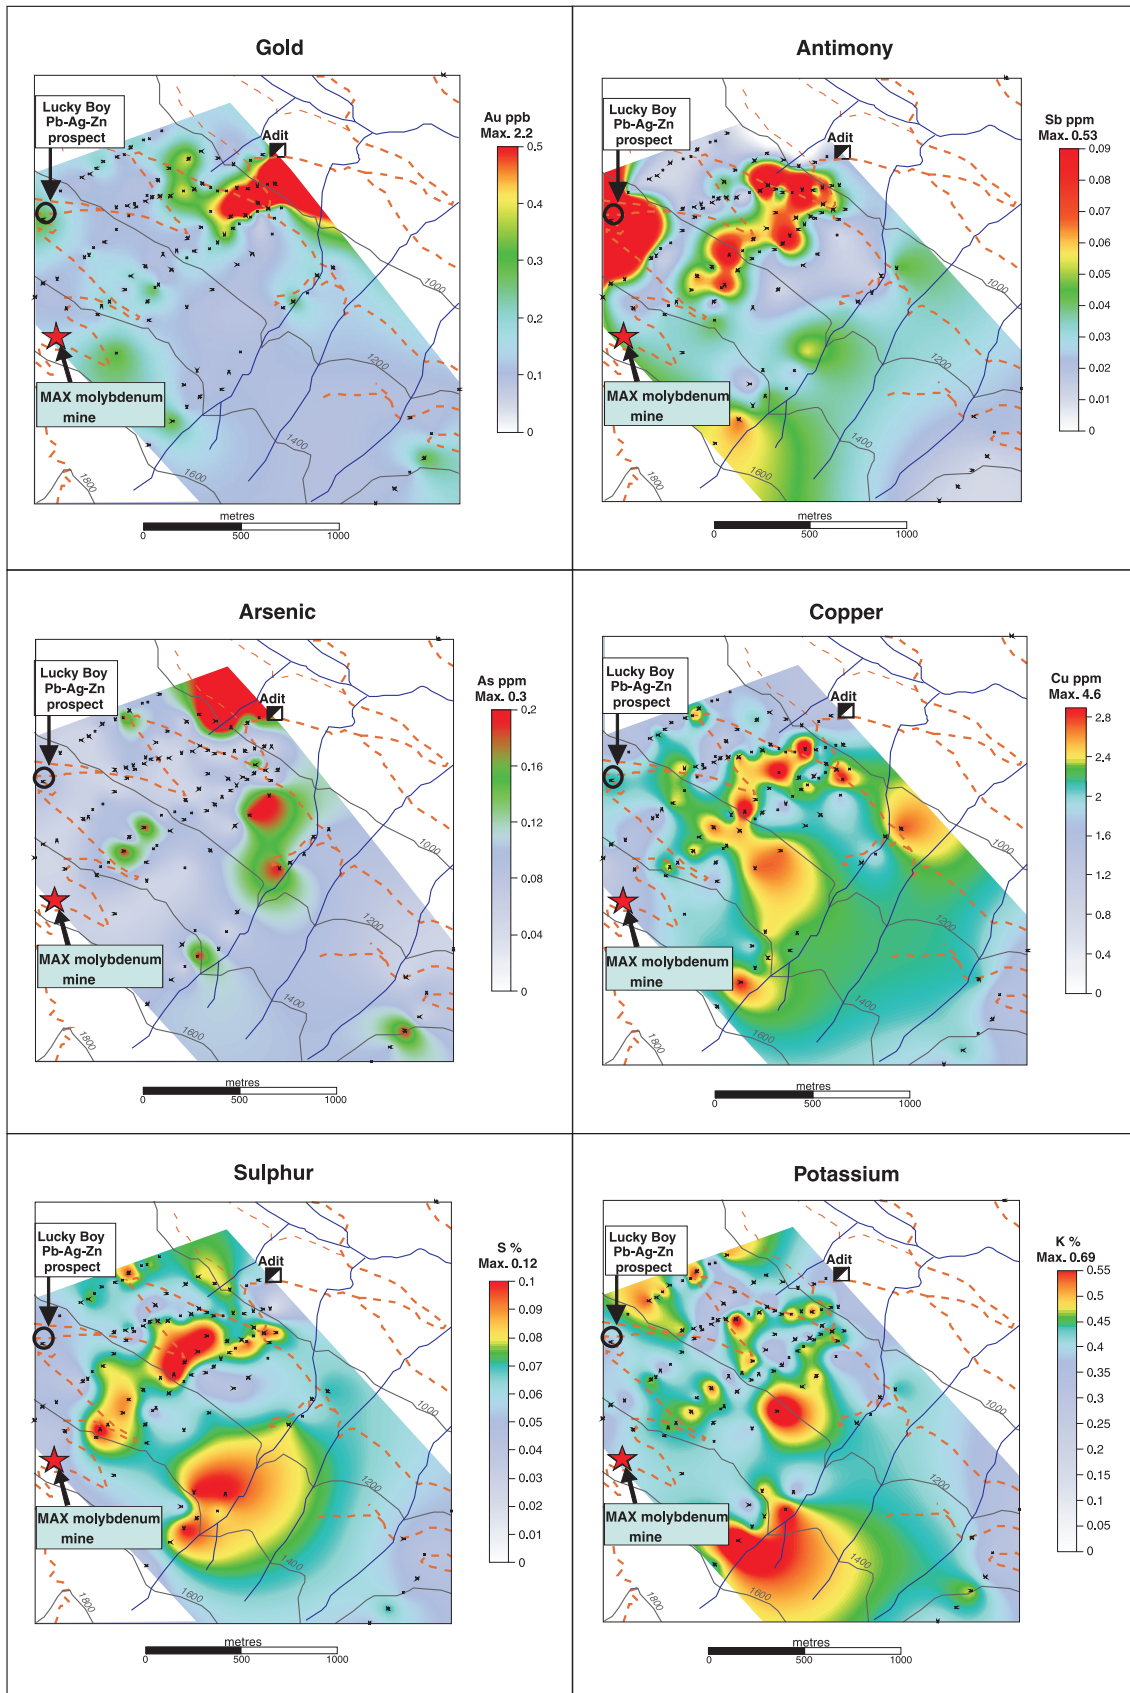 Gold
Lucky Boy
Pb-Ag-Zn
prospect
Adit
MAX molybdenum
mine
1000
1200
1400
1600
1800
Au ppb
Max. 2.2
0.5
0.4
0.3
0.2
0.1
0
metres
0 500 1000
Antimony
Lucky Boy
Pb-Ag-Zn
prospect
Adit
MAX molybdenum
mine
1000
1200
1400
1600
1800
Sb ppm
Max. 0.53
0.09
0.08
0.07
0.06
0.05
0.04
0.03
0.02
0.01
0
metres
0 500 1000
Arsenic
Lucky Boy
Pb-Ag-Zn
prospect
Adit
MAX molybdenum
mine
1000
1200
1400
1600
1800
As ppm
Max. 0.3
0.2
0.16
0.12
0.08
0.04
0
metres
0 500 1000
Copper
Lucky Boy
Pb-Ag-Zn
prospect
Adit
MAX molybdenum
mine
1000
1200
1400
1600
1800
Cu ppm
Max. 4.6
2.8
2.4
2
1.6
1.2
0.8
0.4
0
metres
0 500 1000
Sulphur
Lucky Boy
Pb-Ag-Zn
prospect
Adit
MAX molybdenum
mine
1000
1200
1400
1600
1800
S %
Max. 0.12
0.1
0.09
0.08
0.07
0.06
0.05
0.04
0.03
0.02
0.01
0
metres
0 500 1000
Potassium
Lucky Boy
Pb-Ag-Zn
prospect
Adit
MAX molybdenum
mine
1000
1200
1400
1600
1800
K %
Max. 0.69
0.55
0.5
0.45
0.4
0.35
0.3
0.25
0.2
0.15
0.1
0.05
0
metres
0 500 1000